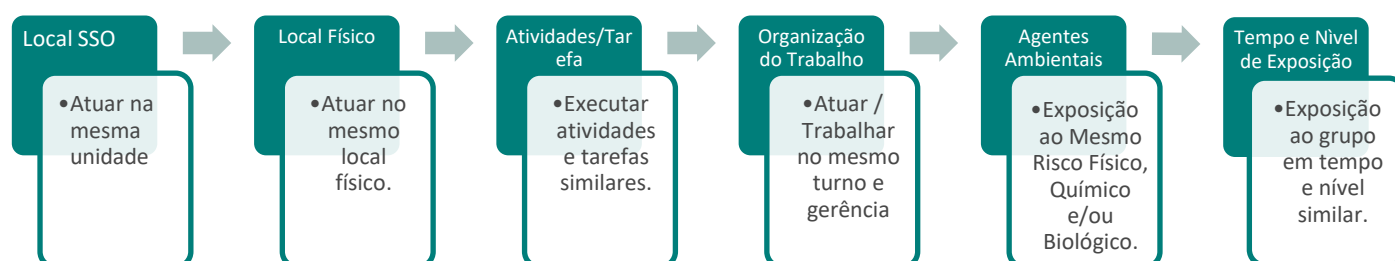 Local SSO
•Atuar na
mesma
unidade
Local Físico
•Atuar no
mesmo
local
físico.
Atividades/Tar
efa
•Executar
atividades
e tarefas
similares.
Organização
do Trabalho
•Atuar /
Trabalhar
no mesmo
turno e
gerência
Agentes
Ambientais
•Exposição
ao Mesmo
Risco Físico,
Químico
e/ou
Biológico.
Tempo e Nìvel
de Exposição
•Exposição
ao grupo
em tempo
e nível
similar.